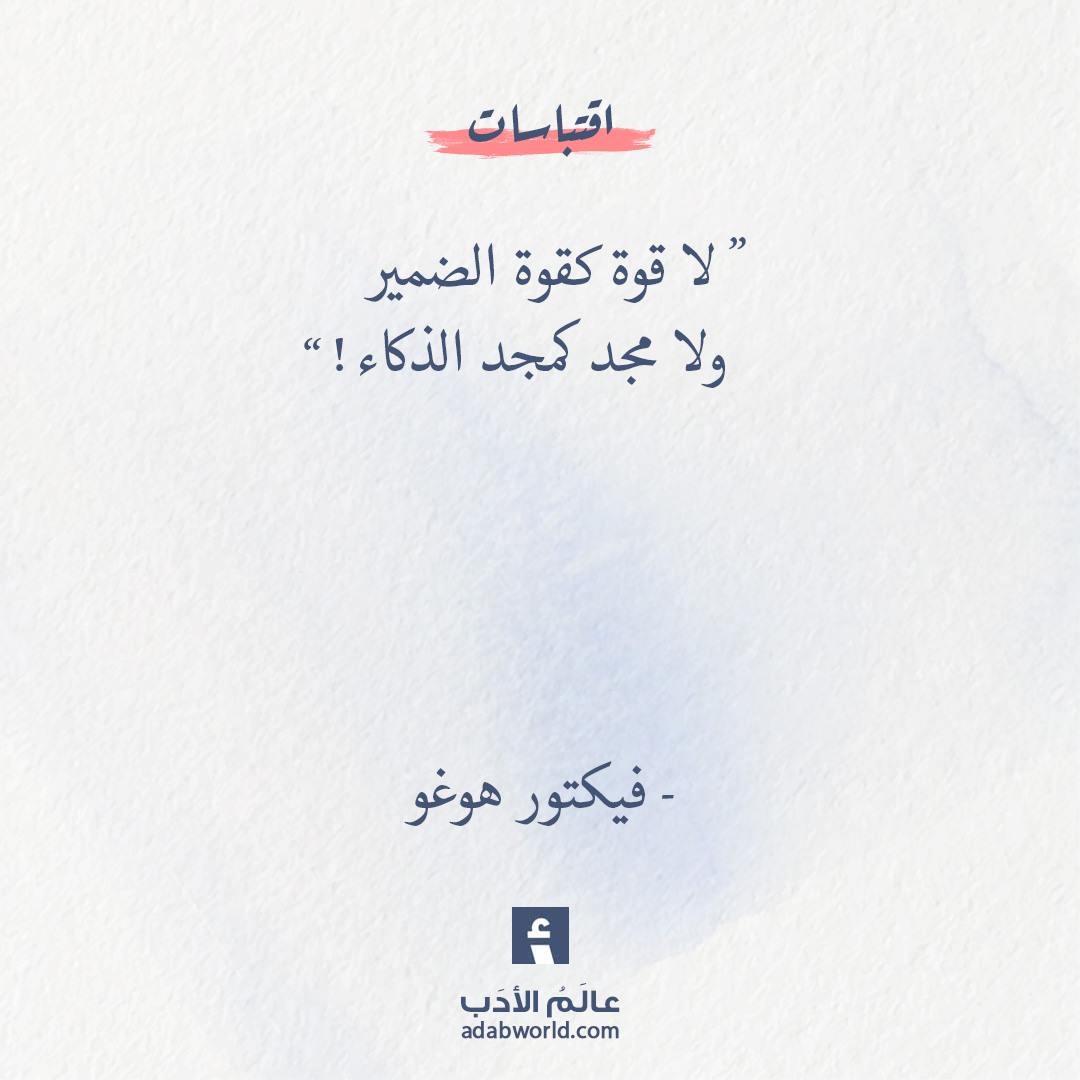 اقتباسات
” لا قوة كقوة الضمير
ولا مجد كمجد الذكاء ! “
- فيكتور هوغو
أ
عالَمُ الأدَب
adabworld.com